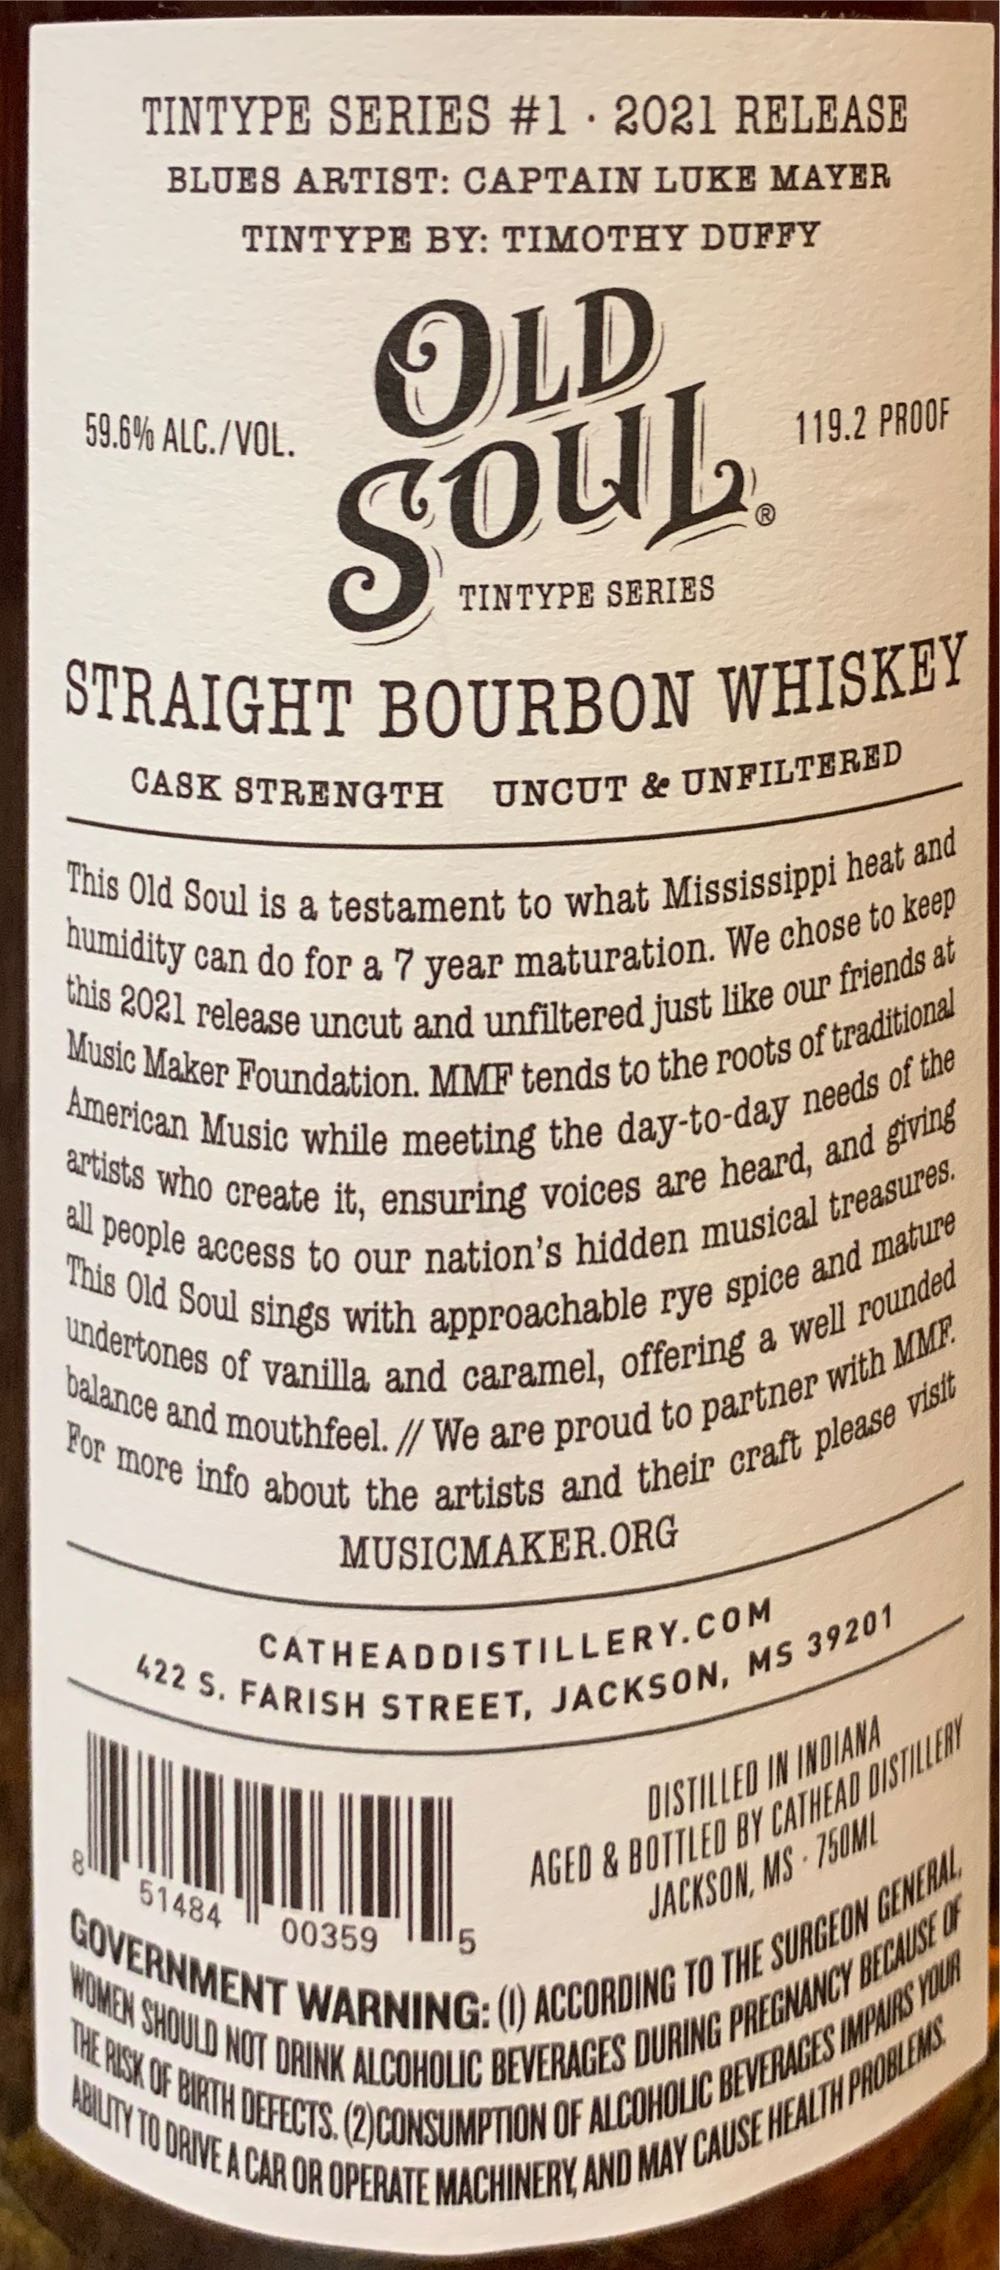 TINTYPE SERIES #1 · 2021 RELEASE
BLUES ARTIST: CAPTAIN LUKE MAYER
TINTYPE BY: TIMOTHY DUFFY
OLD
59.6% ALC./VOL.
119.2 PROOF
SOUL®
TINTYPE SERIES
STRAIGHT BOURBON WHISKEY
CASK STRENGTH UNCUT & UNFILTERED
This Old Soul is a testament to what Mississippi heat and
humidity can do for a 7 year maturation. We chose to keep
this 2021 release uncut and unfiltered just like our friends at
Music Maker Foundation. MMF tends to the roots of traditional
American Music while meeting the day-to-day needs of the
artists who create it, ensuring voices are heard, and giving
all people access to our nation's hidden musical treasures.
This Old Soul sings with approachable rye spice and mature
undertones of vanilla and caramel, offering a well rounded
balance and mouthfeel. // We are proud to partner with MMF.
For more info about the artists and their craft please visit
MUSICMAKER.ORG
CATHEADDISTILLERY.COM
422 S. FARISH STREET, JACKSON, MS 39201
DISTILLED IN INDIANA
AGED & BOTTLED BY CATHEAD DISTILLERY
JACKSON, MS · 750ML
8 51484 00359 5
GOVERNMENT WARNING: (1) ACCORDING TO THE SURGEON GENERAL,
WOMEN SHOULD NOT DRINK ALCOHOLIC BEVERAGES DURING PREGNANCY BECAUSE OF
THE RISK OF BIRTH DEFECTS. (2)CONSUMPTION OF ALCOHOLIC BEVERAGES IMPAIRS YOUR
ABILITY TO DRIVE A CAR OR OPERATE MACHINERY, AND MAY CAUSE HEALTH PROBLEMS.